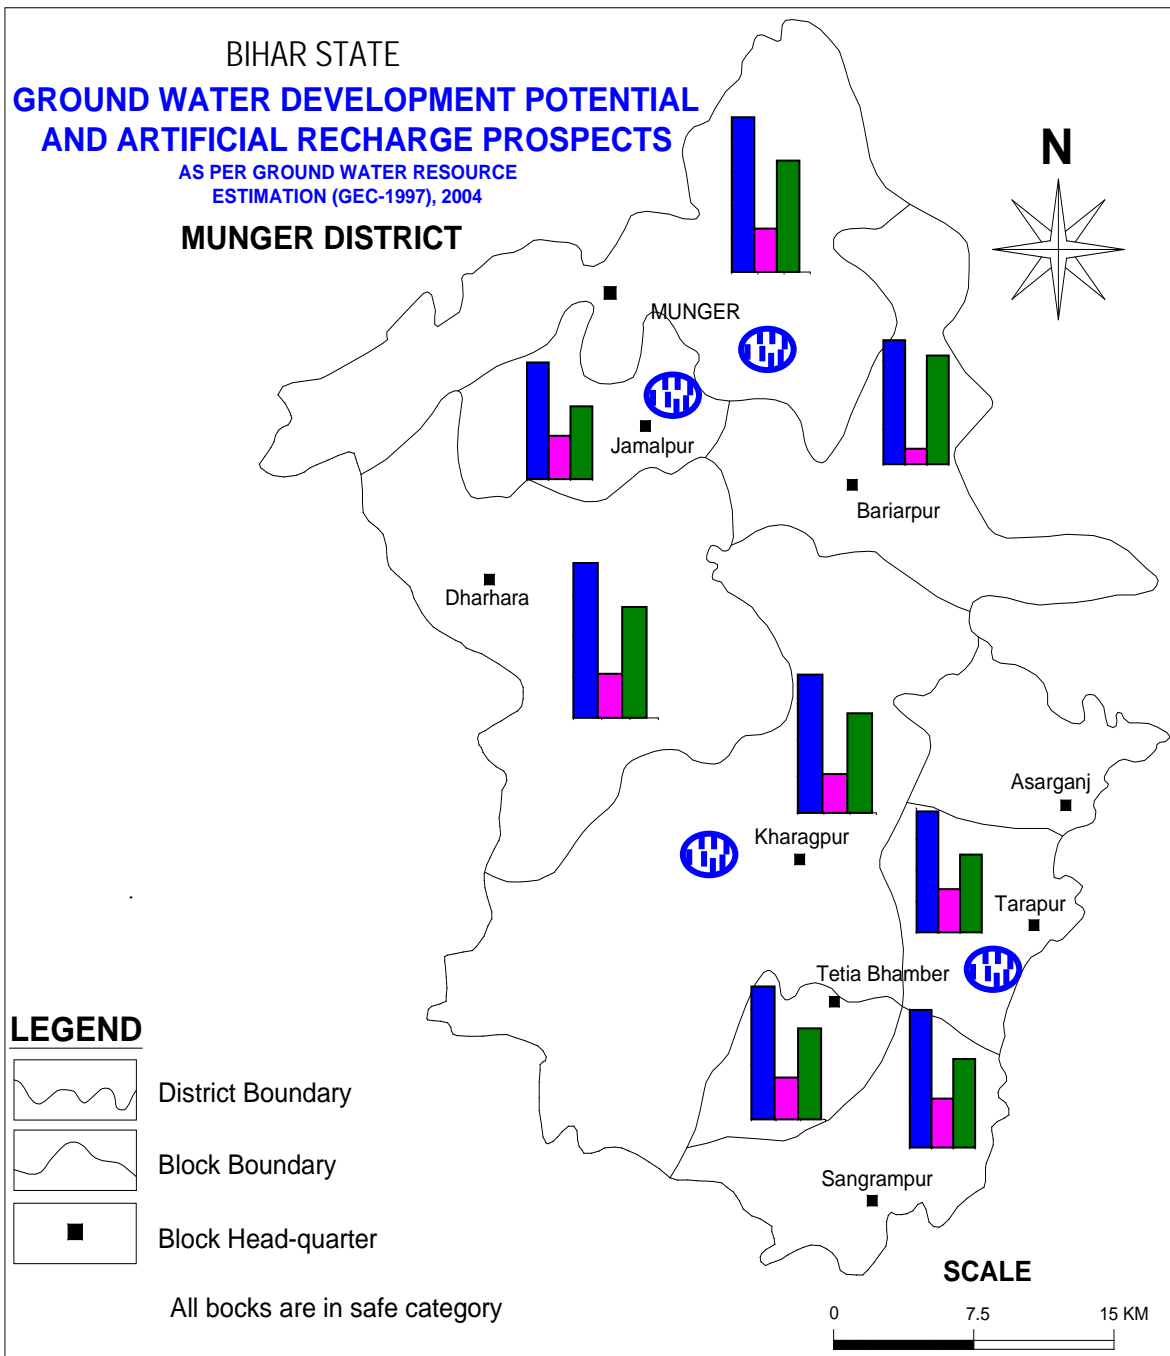 BIHAR STATE
GROUND WATER DEVELOPMENT POTENTIAL
AND ARTIFICIAL RECHARGE PROSPECTS
AS PER GROUND WATER RESOURCE
ESTIMATION (GEC-1997), 2004
MUNGER DISTRICT
N
MUNGER
Jamalpur
Bariarpur
Dharhara
Asarganj
Kharagpur
Tarapur
Tetia Bhamber
Sangrampur
LEGEND
District Boundary
Block Boundary
Block Head-quarter
All bocks are in safe category
SCALE
0 7.5 15 KM